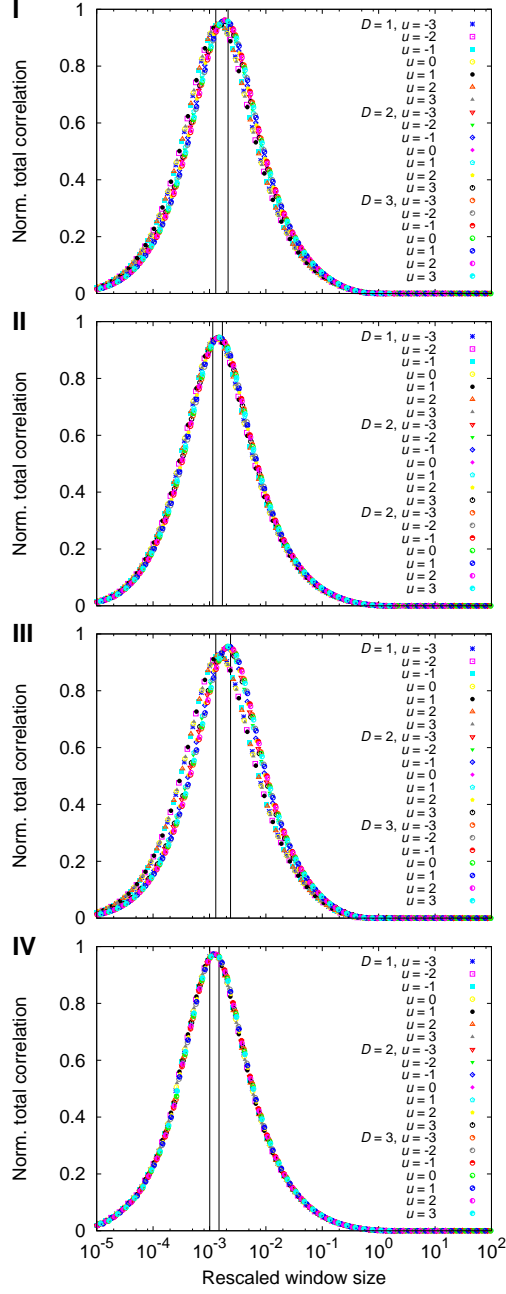 I
Norm. total correlation
1
0.8
0.6
0.4
0.2
0
D = 1, u = -3
u = -2
u = -1
u = 0
u = 1
u = 2
u = 3
D = 2, u = -3
u = -2
u = -1
u = 0
u = 1
u = 2
u = 3
D = 3, u = -3
u = -2
u = -1
u = 0
u = 1
u = 2
u = 3
II
Norm. total correlation
1
0.8
0.6
0.4
0.2
0
D = 1, u = -3
u = -2
u = -1
u = 0
u = 1
u = 2
u = 3
D = 2, u = -3
u = -2
u = -1
u = 0
u = 1
u = 2
u = 3
D = 2, u = -3
u = -2
u = -1
u = 0
u = 1
u = 2
u = 3
III
Norm. total correlation
1
0.8
0.6
0.4
0.2
0
D = 1, u = -3
u = -2
u = -1
u = 0
u = 1
u = 2
u = 3
D = 2, u = -3
u = -2
u = -1
u = 0
u = 1
u = 2
u = 3
D = 3, u = -3
u = -2
u = -1
u = 0
u = 1
u = 2
u = 3
IV
Norm. total correlation
1
0.8
0.6
0.4
0.2
0
D = 1, u = -3
u = -2
u = -1
u = 0
u = 1
u = 2
u = 3
D = 2, u = -3
u = -2
u = -1
u = 0
u = 1
u = 2
u = 3
D = 3, u = -3
u = -2
u = -1
u = 0
u = 1
u = 2
u = 3
10⁻⁵ 10⁻⁴ 10⁻³ 10⁻² 10⁻¹ 10⁰ 10¹ 10²
Rescaled window size